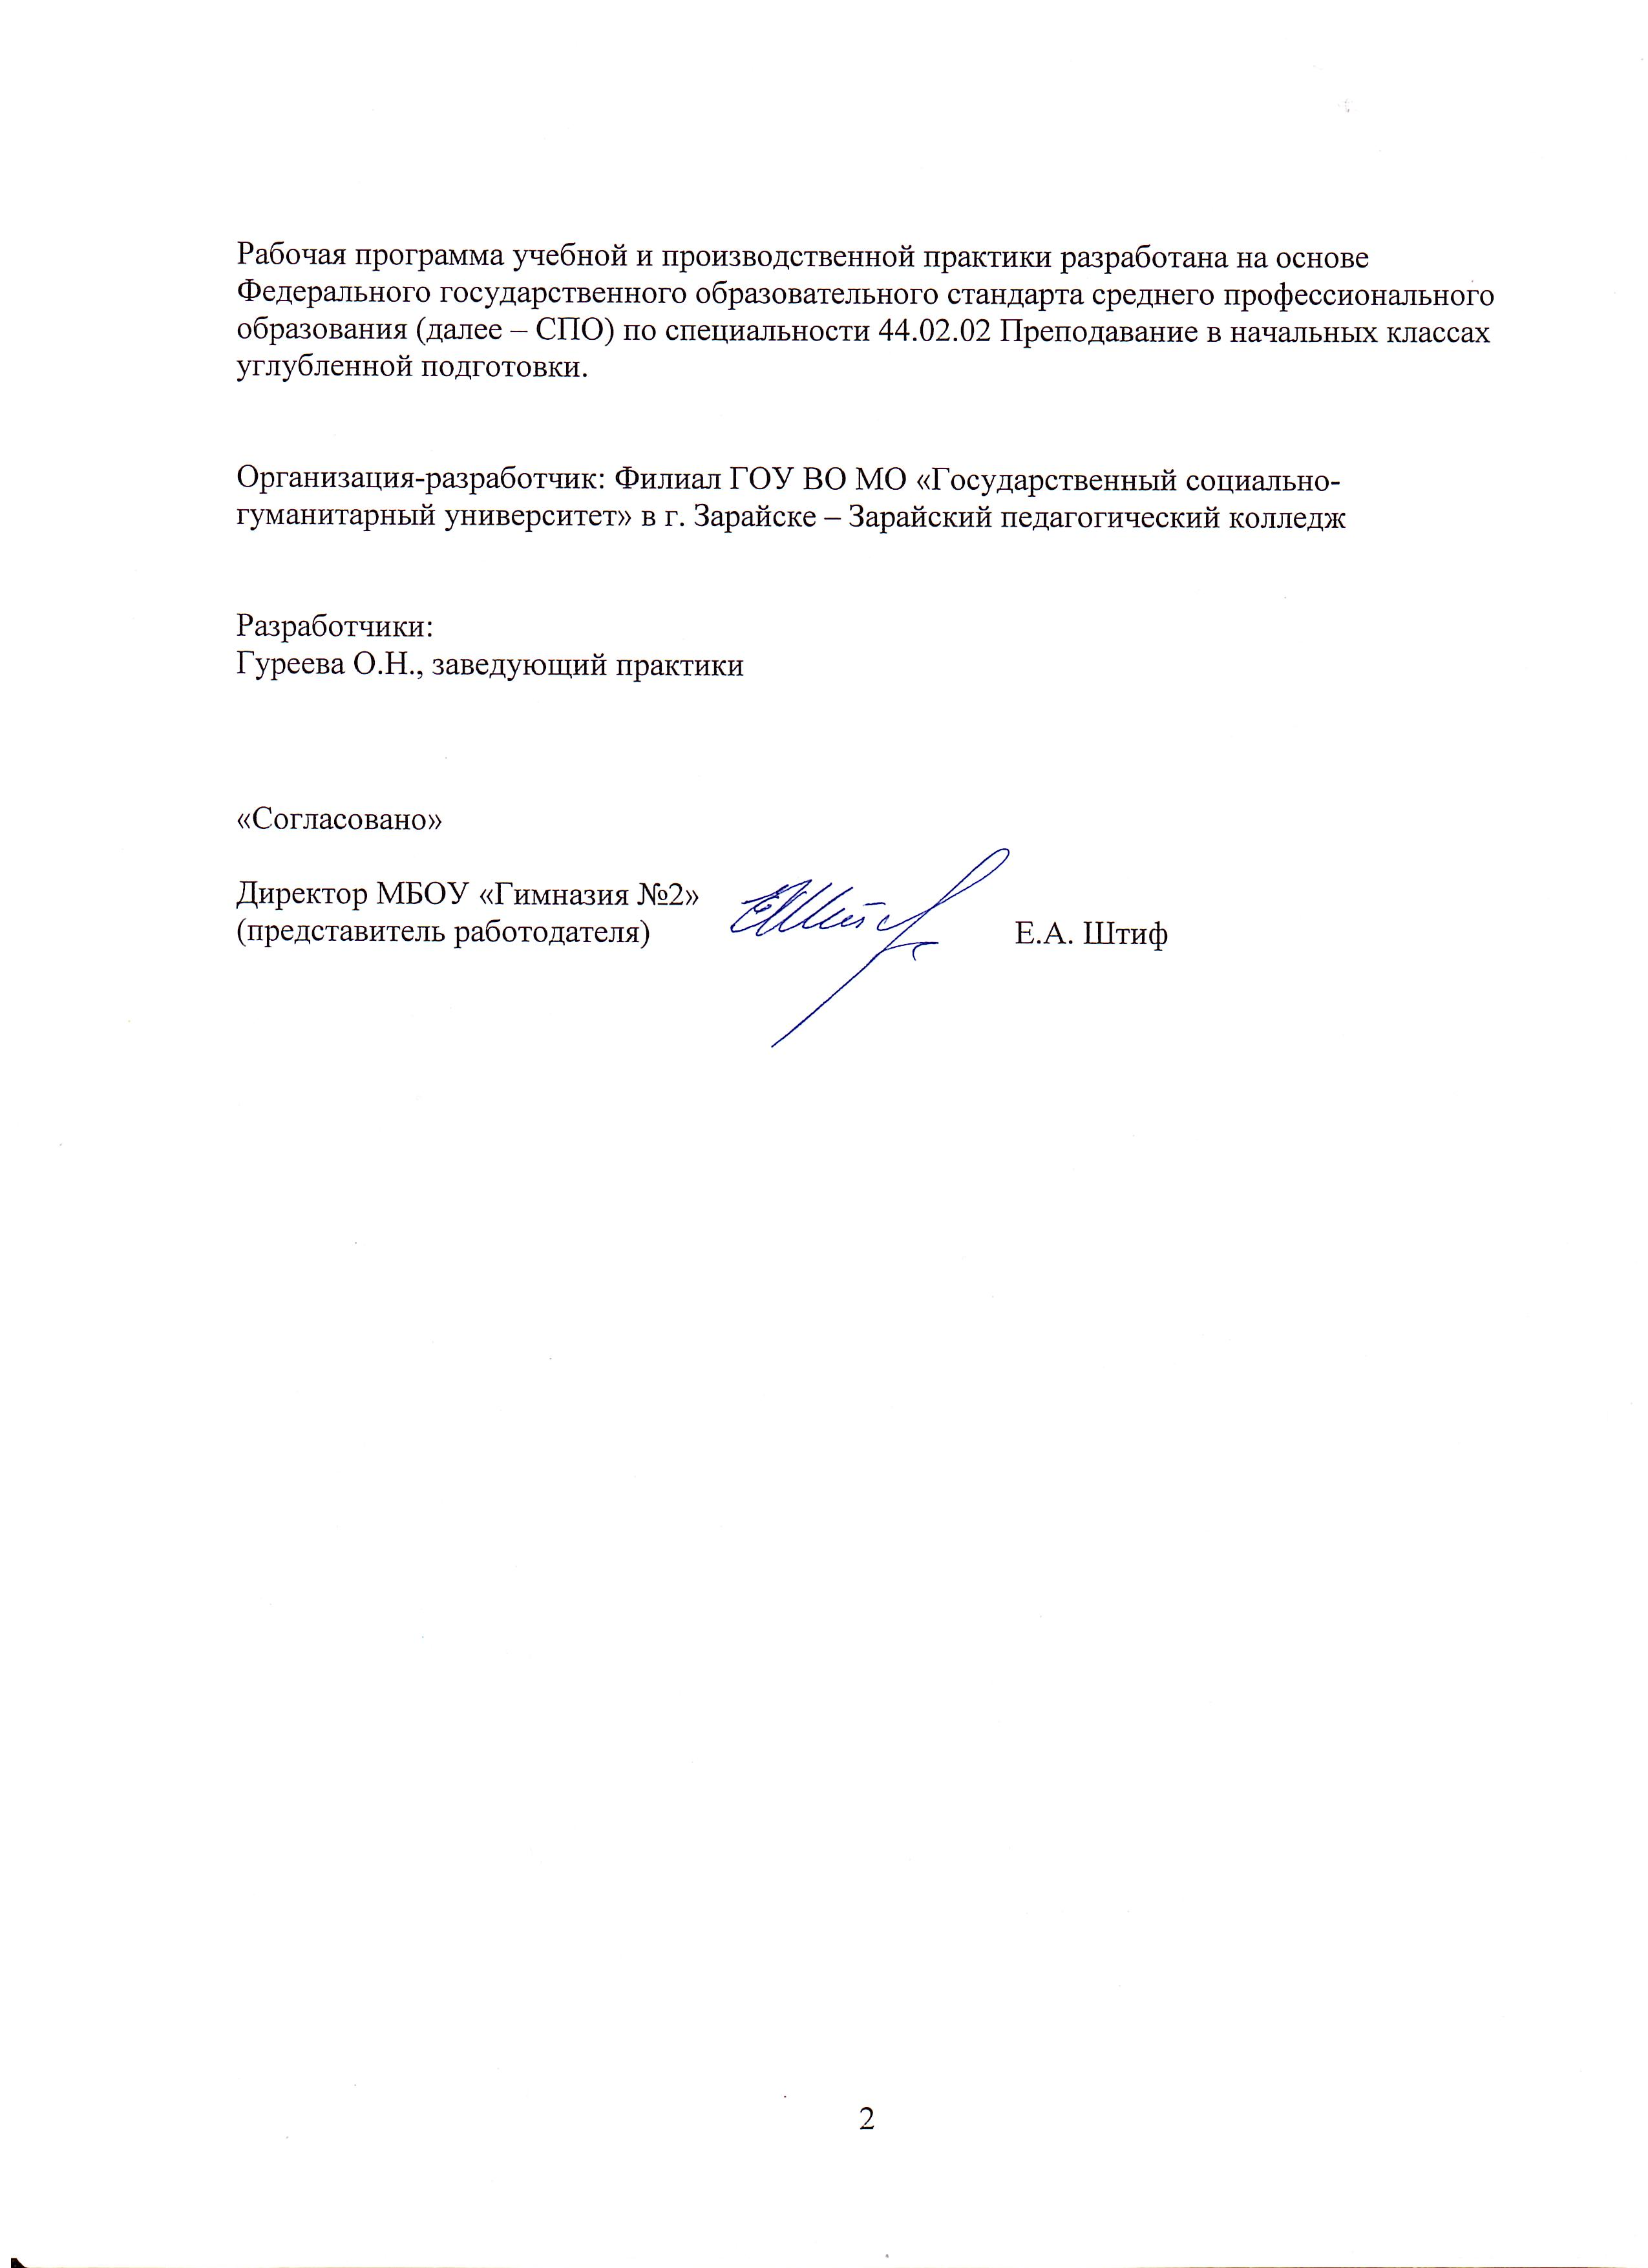 Рабочая программа учебной и производственной практики разработана на основе
Федерального государственного образовательного стандарта среднего профессионального
образования (далее – СПО) по специальности 44.02.02 Преподавание в начальных классах
углубленной подготовки.
Организация-разработчик: Филиал ГОУ ВО МО «Государственный социально-
гуманитарный университет» в г. Зарайске – Зарайский педагогический колледж
Разработчики:
Гуреева О.Н., заведующий практики
«Согласовано»
Директор МБОУ «Гимназия №2»
(представитель работодателя) Е.А. Штиф
2